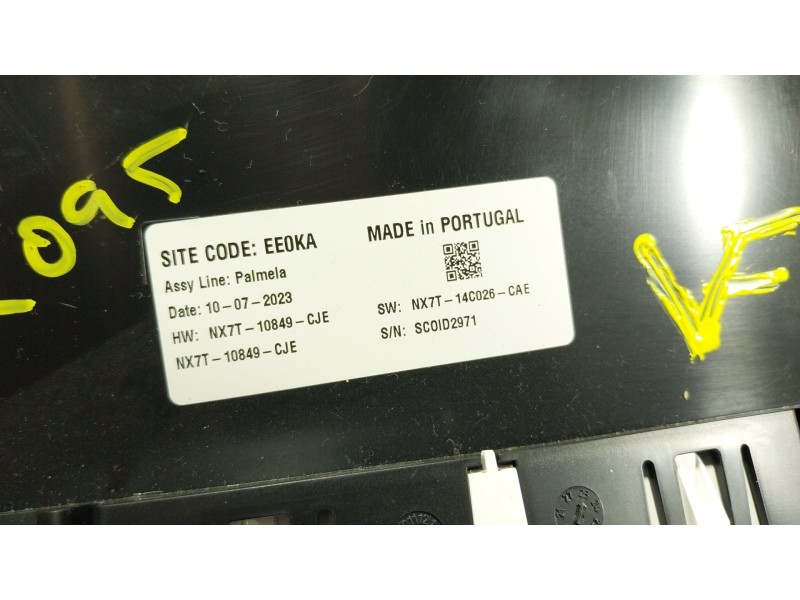 SITE CODE: EE0KA
MADE in PORTUGAL
Assy Line: Palmela
Date: 10-07-2023
HW: NX7T-10849-CJE
SW: NX7T-14C026-CAE
NX7T-10849-CJE
S/N: SCOID2971
VF